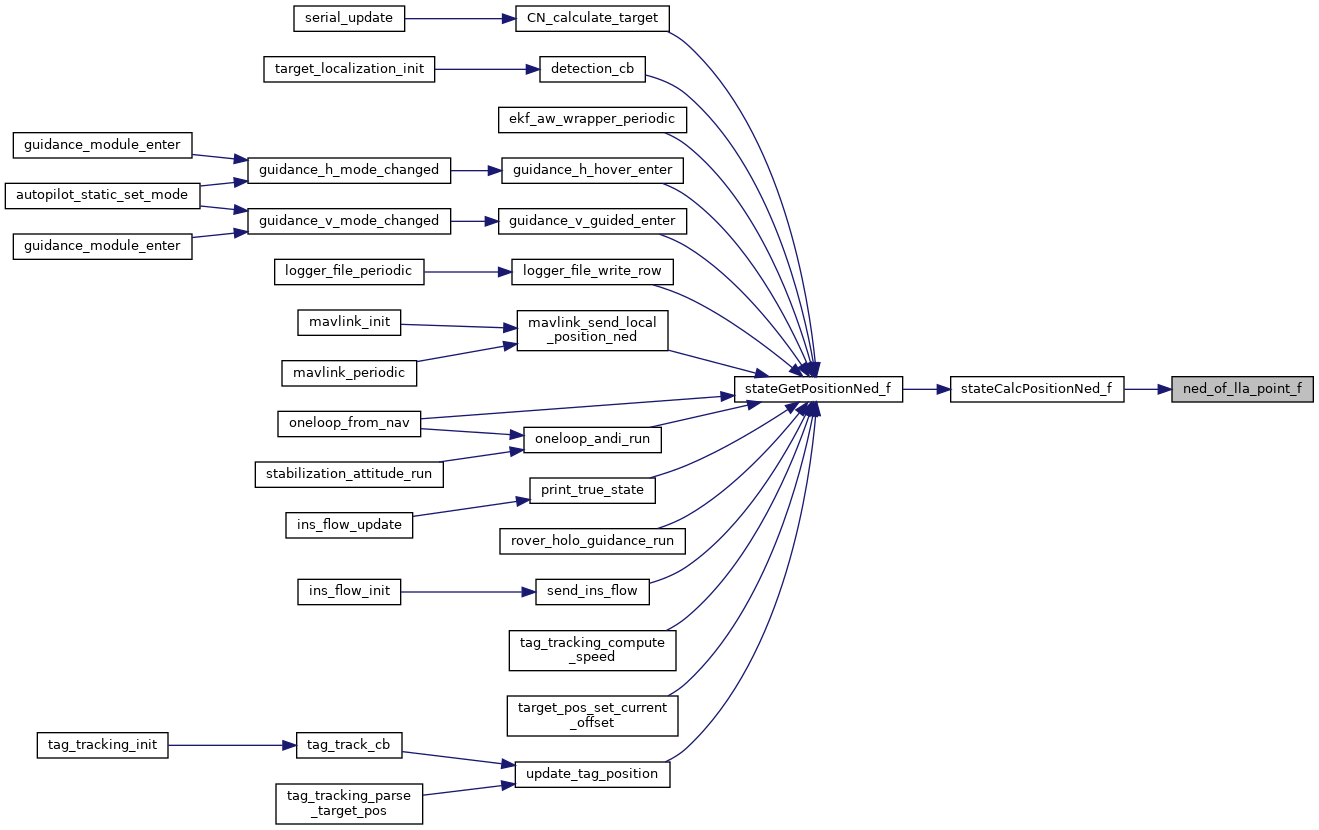 serial_update
CN_calculate_target
target_localization_init
detection_cb
ekf_aw_wrapper_periodic
guidance_module_enter
guidance_h_mode_changed
guidance_h_hover_enter
autopilot_static_set_mode
guidance_v_mode_changed
guidance_v_guided_enter
guidance_module_enter
logger_file_periodic
logger_file_write_row
mavlink_init
mavlink_send_local
_position_ned
mavlink_periodic
stateGetPositionNed_f
stateCalcPositionNed_f
ned_of_lla_point_f
oneloop_from_nav
oneloop_andi_run
stabilization_attitude_run
print_true_state
ins_flow_update
rover_holo_guidance_run
ins_flow_init
send_ins_flow
tag_tracking_compute
_speed
target_pos_set_current
_offset
tag_tracking_init
tag_track_cb
update_tag_position
tag_tracking_parse
_target_pos